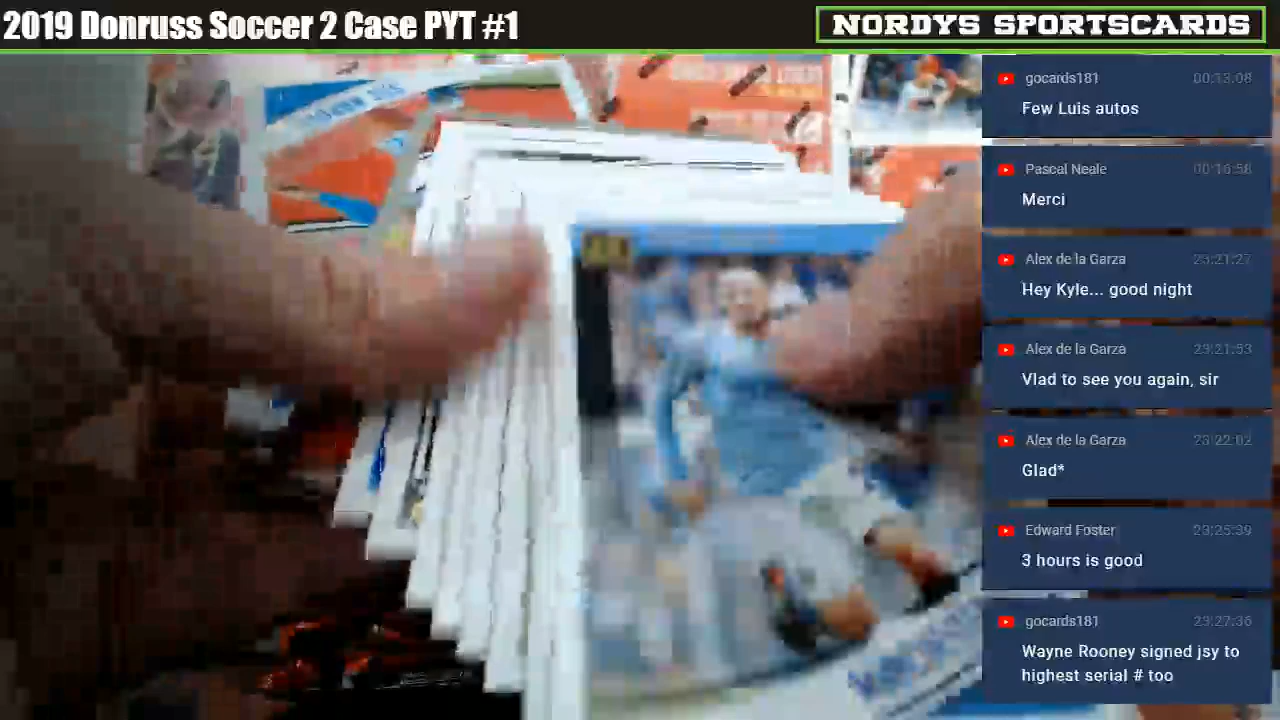 2019 Donruss Soccer 2 Case PYT #1
NORDYS SPORTSCARDS
gocards181 00:13:08
Few Luis autos
Pascal Neale 00:16:58
Merci
Alex de la Garza 23:21:27
Hey Kyle... good night
Alex de la Garza 23:21:53
Vlad to see you again, sir
Alex de la Garza 23:22:02
Glad*
Edward Foster 23:25:39
3 hours is good
gocards181 23:27:36
Wayne Rooney signed jsy to
highest serial # too